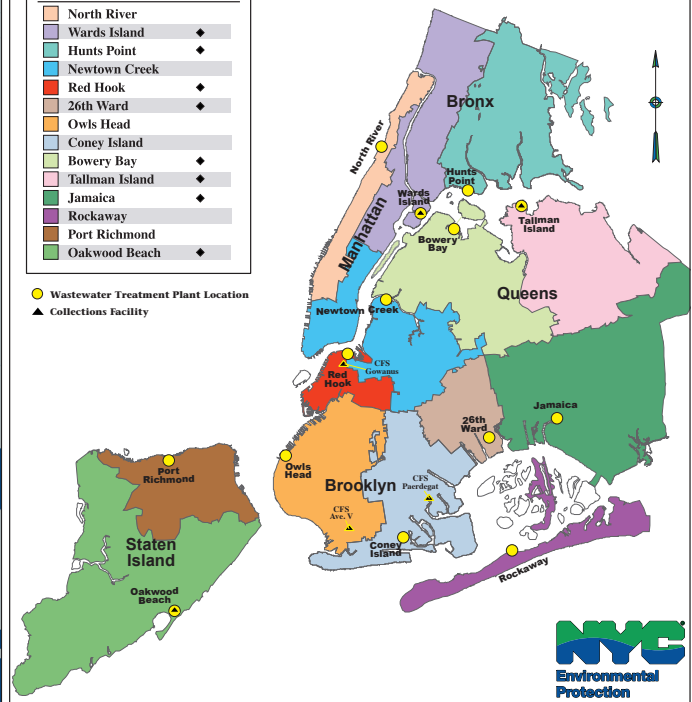 North River
Wards Island ◆
Hunts Point ◆
Newtown Creek
Red Hook ◆
26th Ward ◆
Owls Head
Coney Island
Bowery Bay ◆
Tallman Island ◆
Jamaica ◆
Rockaway
Port Richmond
Oakwood Beach ◆
Wastewater Treatment Plant Location
Collections Facility
Bronx
North River
Hunts
Point
Wards
Island
Tallman
Island
Manhattan
Bowery
Bay
Queens
Newtown Creek
CFS
Gowanus
Red
Hook
Jamaica
26th
Ward
Owls
Head
Brooklyn
CFS
Paerdegat
CFS
Ave. V
Coney
Island
Rockaway
Port
Richmond
Staten
Island
Oakwood
Beach
NYC
Environmental
Protection